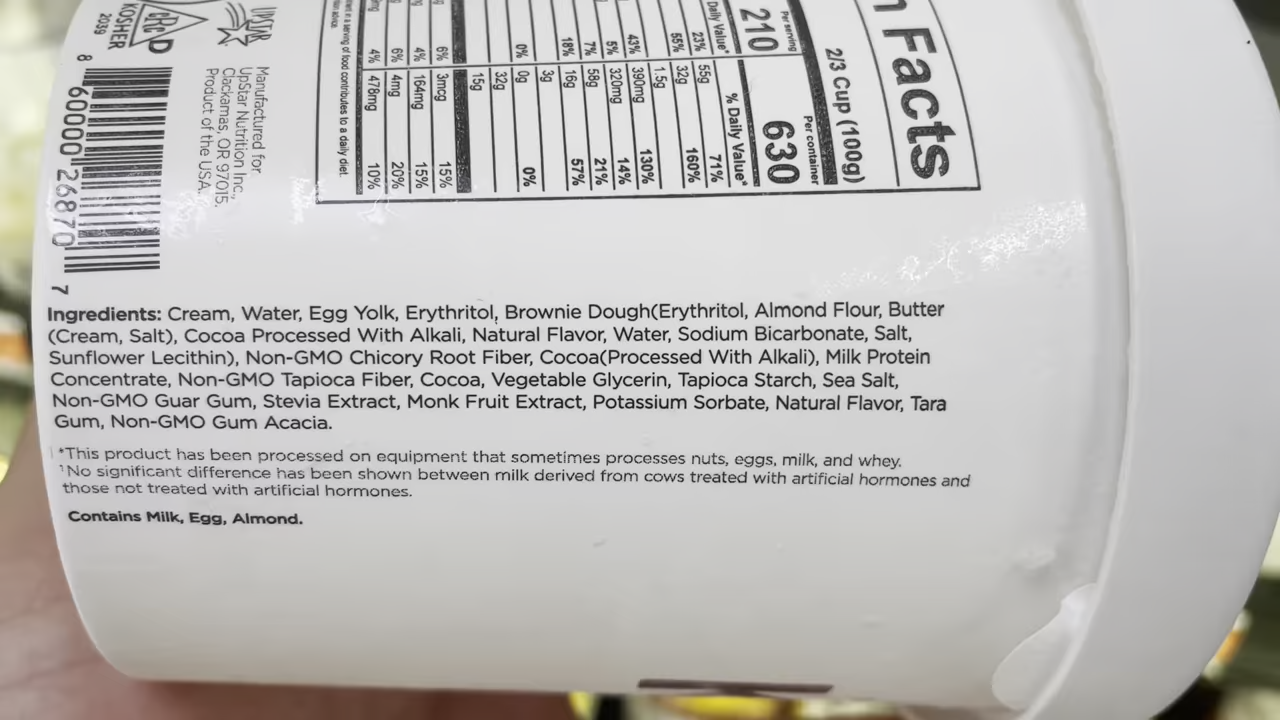 n Facts
2/3 Cup (100g)
Per serving Per container
210 630
Daily Value* % Daily Value*
23% 55g 71%
55% 32g 160%
1.5g
43% 390mg 130%
5% 320mg 14%
7% 58g 21%
18% 16g 57%
3g
0% 0g 0%
32g
15g
6% 3mcg 15%
4% 164mg 15%
6% 4mg 20%
4% 478mg 10%
in a serving of food contributes to a daily diet.
advice.
UPSTAR
Manufactured for
UpStar Nutrition Inc.,
Clackamas, OR 97015.
Product of the USA.
D
KOSHER
2039
8 60000 26870 7
Ingredients: Cream, Water, Egg Yolk, Erythritol, Brownie Dough(Erythritol, Almond Flour, Butter
(Cream, Salt), Cocoa Processed With Alkali, Natural Flavor, Water, Sodium Bicarbonate, Salt,
Sunflower Lecithin), Non-GMO Chicory Root Fiber, Cocoa(Processed With Alkali), Milk Protein
Concentrate, Non-GMO Tapioca Fiber, Cocoa, Vegetable Glycerin, Tapioca Starch, Sea Salt,
Non-GMO Guar Gum, Stevia Extract, Monk Fruit Extract, Potassium Sorbate, Natural Flavor, Tara
Gum, Non-GMO Gum Acacia.
*This product has been processed on equipment that sometimes processes nuts, eggs, milk, and whey.
¹No significant difference has been shown between milk derived from cows treated with artificial hormones and
those not treated with artificial hormones.
Contains Milk, Egg, Almond.